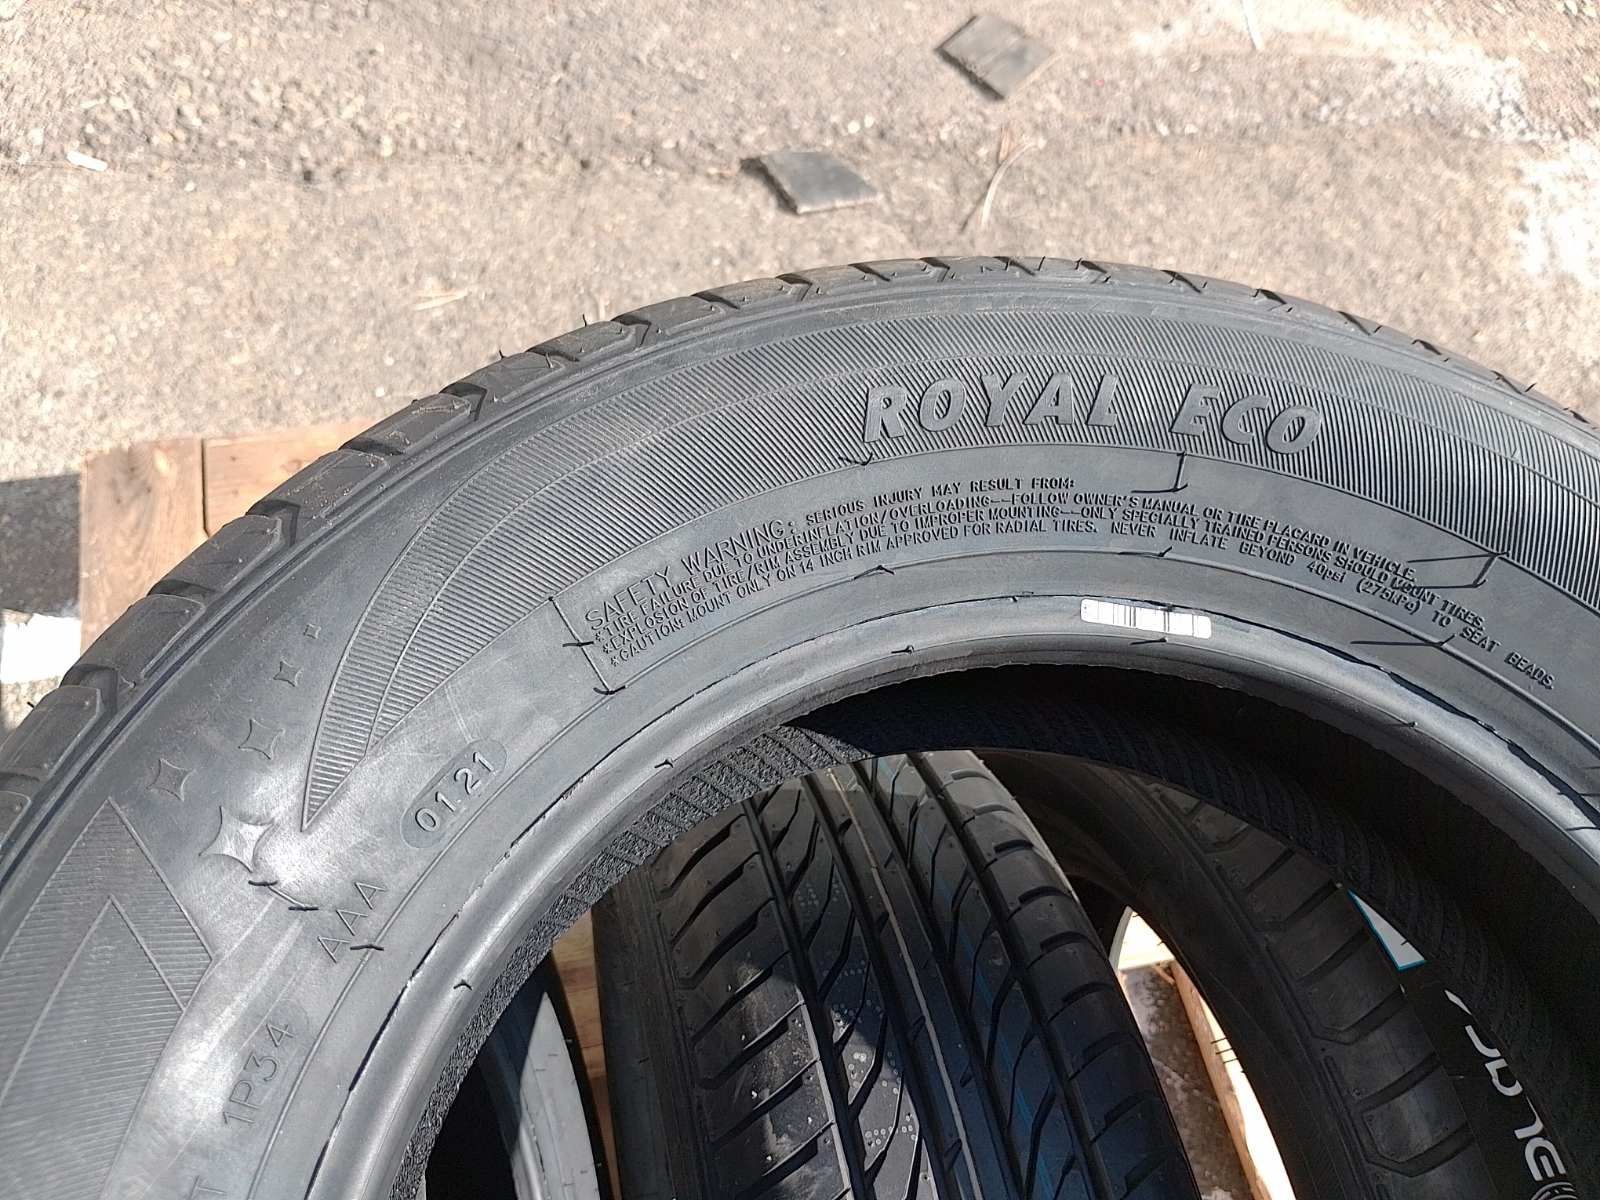 ROYAL ECO
SAFETY WARNING: SERIOUS INJURY MAY RESULT FROM:
*TIRE FAILURE DUE TO UNDERINFLATION/OVERLOADING--FOLLOW OWNER'S MANUAL OR TIRE PLACARD IN VEHICLE.
*EXPLOSION OF TIRE/RIM ASSEMBLY DUE TO IMPROPER MOUNTING--ONLY SPECIALLY TRAINED PERSONS SHOULD MOUNT TIRES.
*CAUTION: MOUNT ONLY ON 14 INCH RIM APPROVED FOR RADIAL TIRES. NEVER INFLATE BEYOND 40psi (275kPa) TO SEAT BEADS.
01 21
AAA
1P34
T